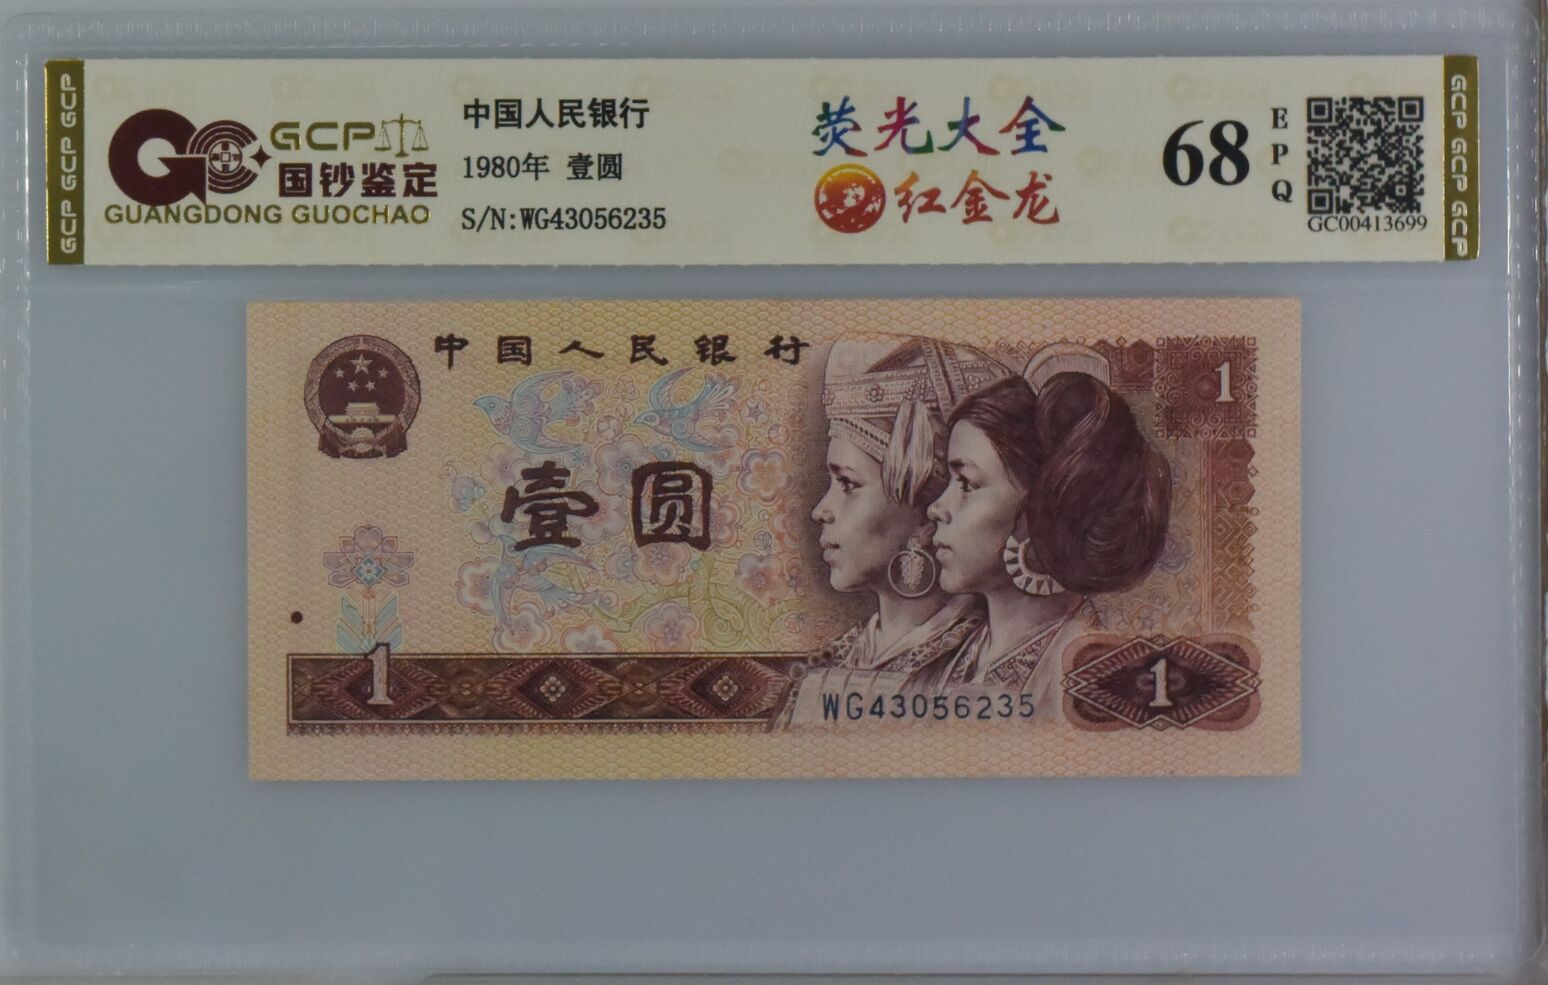 GCP
国钞鉴定
GUANGDONG GUOCHAO
中国人民银行
1980年 壹圆
S/N:WG43056235
荧光大全
红金龙
68
EPQ
GC00413699
GCP GCP GCP
GCP GCP GCP
中国人民银行
1
壹圆
1
WG43056235
1